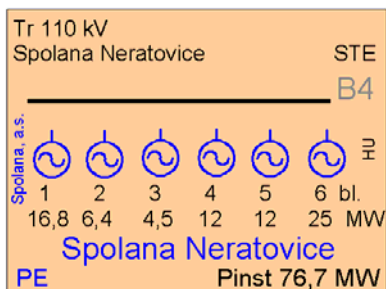 Tr 110 kV
Spolana Neratovice STE
B4
Spolana, a.s.
HU
1 2 3 4 5 6 bl.
16,8 6,4 4,5 12 12 25 MW
Spolana Neratovice
PE Pinst 76,7 MW